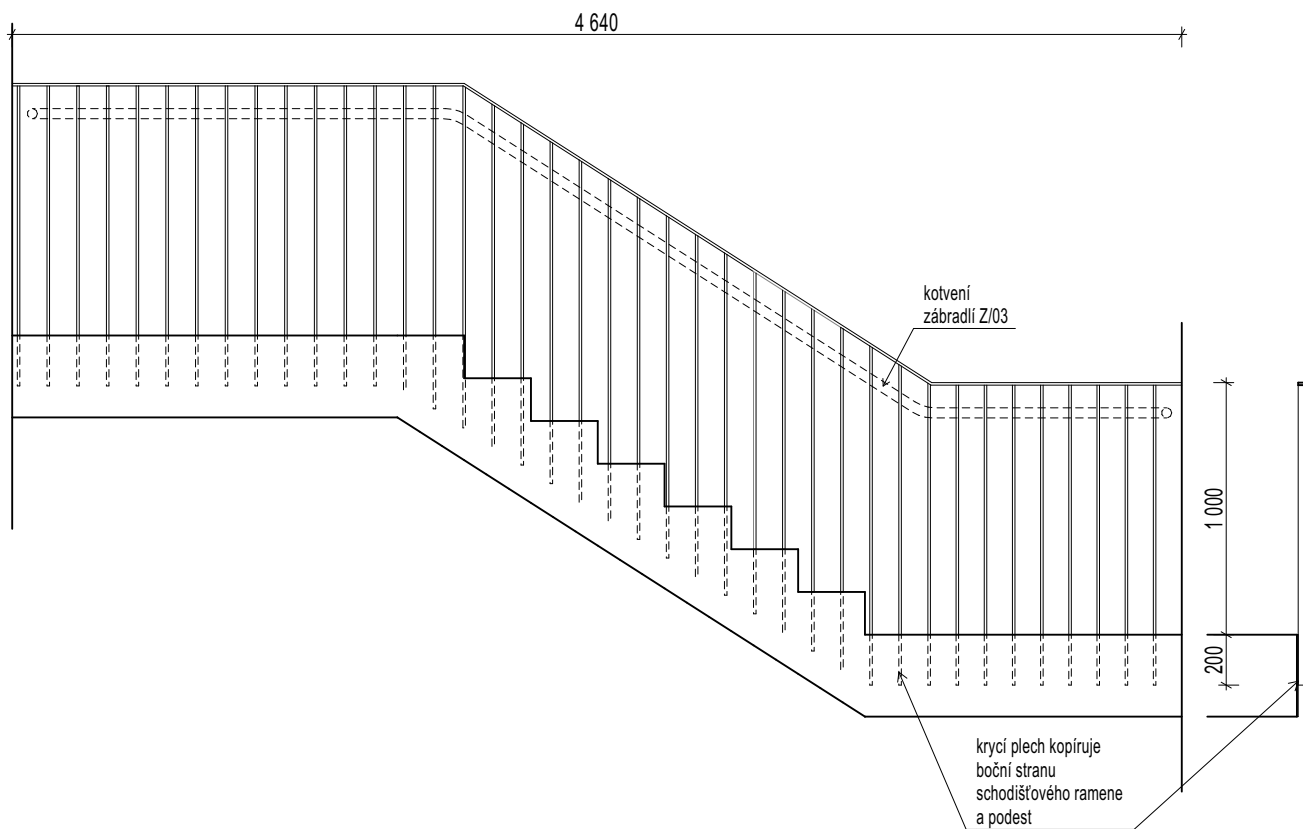 4 640
kotvení
zábradlí Z/03
1 000
200
krycí plech kopíruje
boční stranu
schodišťového ramene
a podest